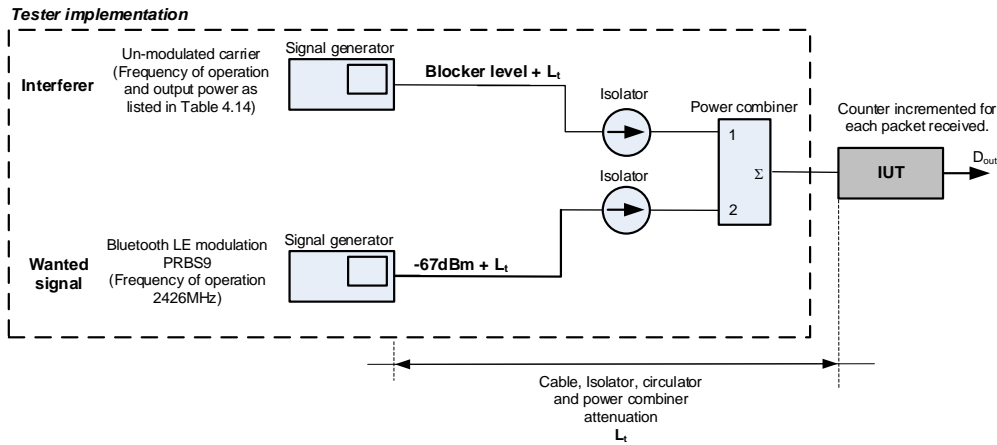 Tester implementation
Interferer
Un-modulated carrier
(Frequency of operation
and output power as
listed in Table 4.14)
Signal generator
Blocker level + Lt
Isolator
Power combiner
1
2
Σ
Counter incremented for
each packet received.
IUT
Dout
Wanted
signal
Bluetooth LE modulation
PRBS9
(Frequency of operation
2426MHz)
Signal generator
-67dBm + Lt
Isolator
Cable, Isolator, circulator
and power combiner
attenuation
Lt